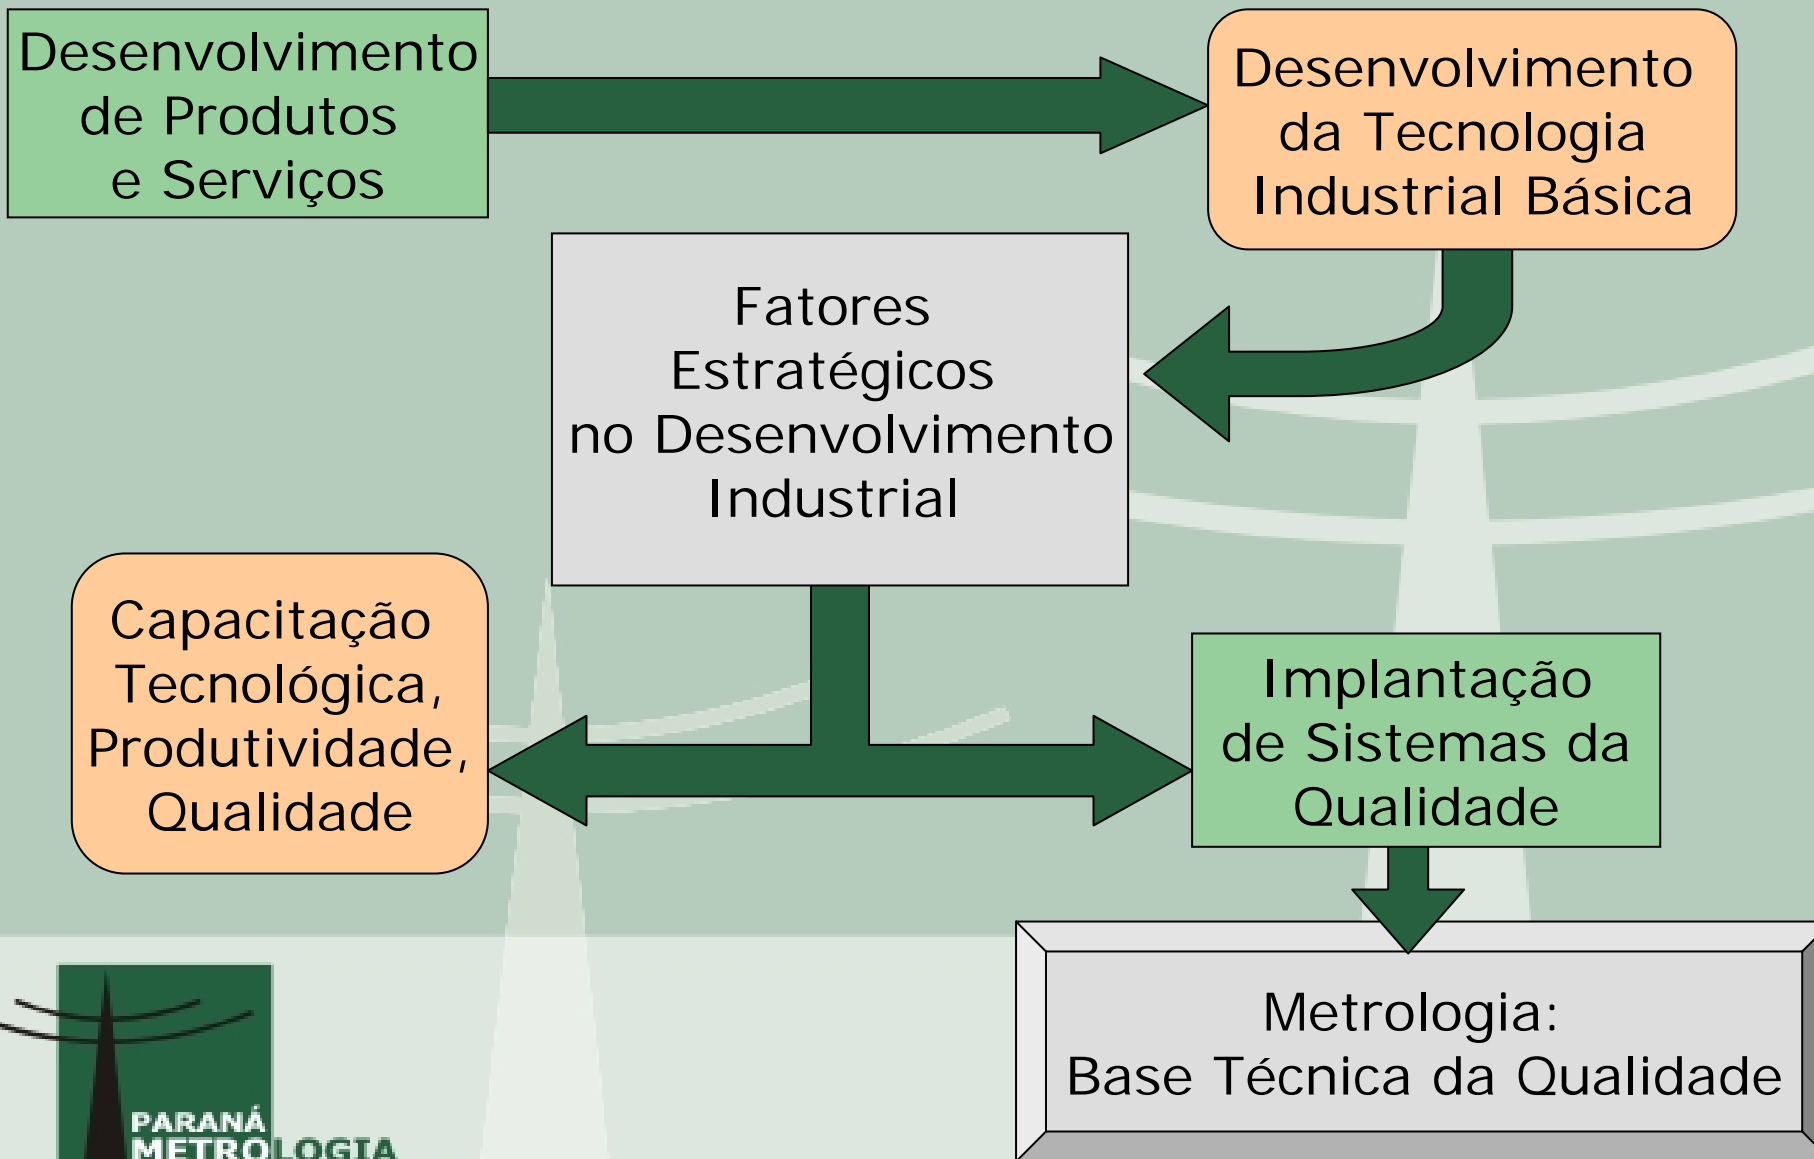 Desenvolvimento
de Produtos
e Serviços
Desenvolvimento
da Tecnologia
Industrial Básica
Fatores
Estratégicos
no Desenvolvimento
Industrial
Capacitação
Tecnológica,
Produtividade,
Qualidade
Implantação
de Sistemas da
Qualidade
Metrologia:
Base Técnica da Qualidade
PARANÁ
METROLOGIA